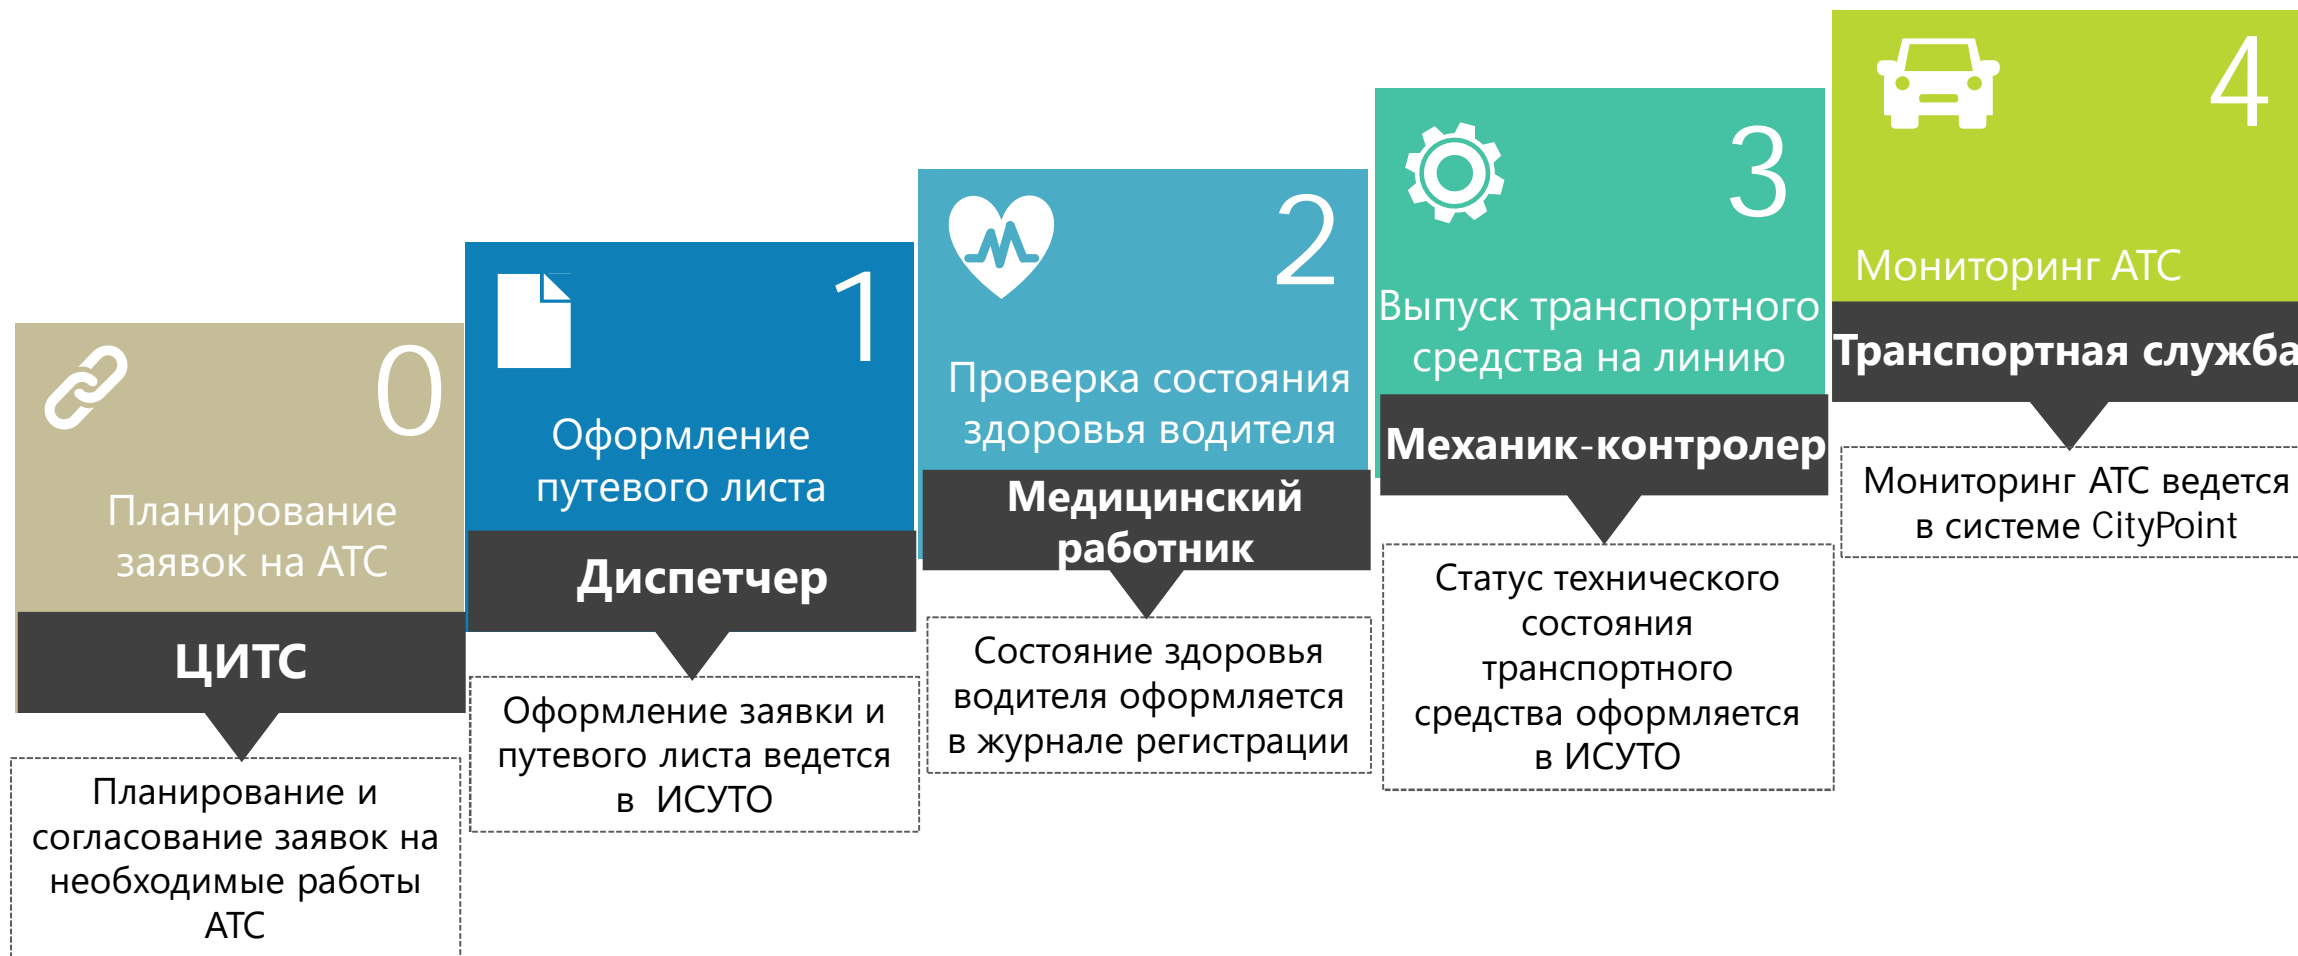 0
Планирование
заявок на АТС
ЦИТС
Планирование и
согласование заявок на
необходимые работы
АТС
1
Оформление
путевого листа
Диспетчер
Оформление заявки и
путевого листа ведется
в ИСУТО
2
Проверка состояния
здоровья водителя
Медицинский
работник
Состояние здоровья
водителя оформляется
в журнале регистрации
3
Выпуск транспортного
средства на линию
Механик-контролер
Статус технического
состояния
транспортного
средства оформляется
в ИСУТО
4
Мониторинг АТС
Транспортная служба
Мониторинг АТС ведется
в системе CityPoint